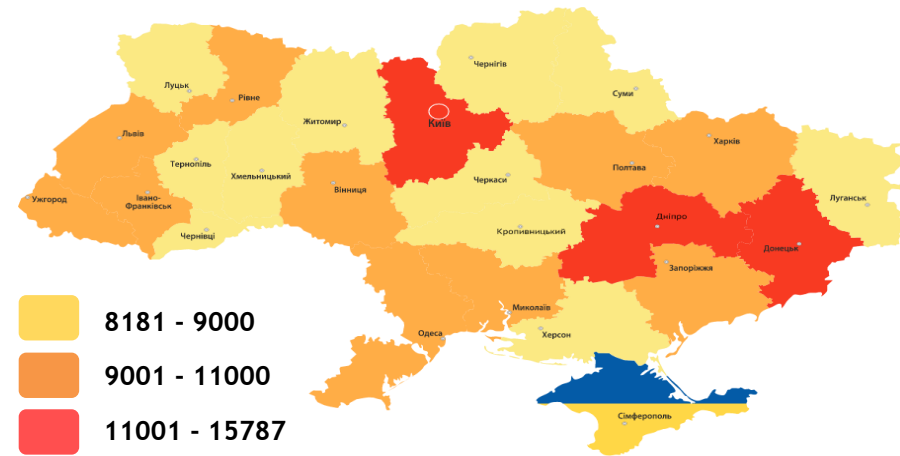 Чернігів
Луцьк
Рівне
Суми
Житомир
Київ
Львів
Харків
Тернопіль
Полтава
Хмельницький
Черкаси
Вінниця
Ужгород
Івано-
Франківськ
Луганськ
Дніпро
Кропивницький
Чернівці
Донецьк
Запоріжжя
Миколаїв
Одеса
Херсон
8181 - 9000
9001 - 11000
11001 - 15787
Сімферополь